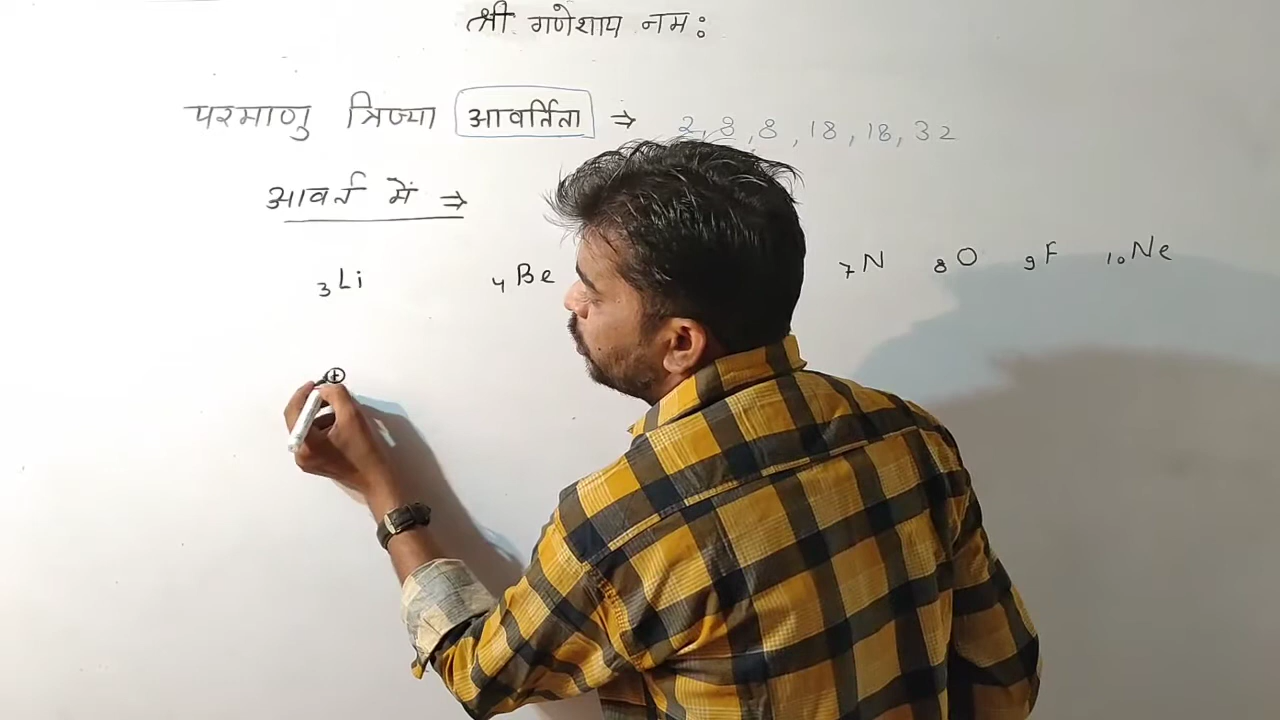 श्री गणेशाय नम:
परमाणु त्रिज्या आवर्तिता ⇒ 2, 8, 8, 18, 18, 32
आवर्त में ⇒
₃Li ₄Be ₇N ₈O ₉F ₁₀Ne
+